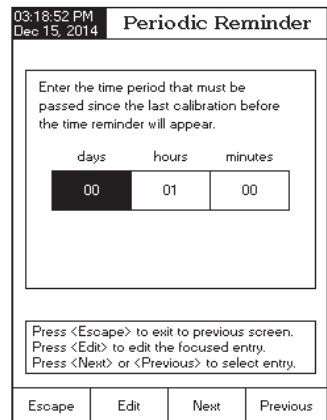 03:18:52 PM
Dec 15, 2014
Periodic Reminder
Enter the time period that must be
passed since the last calibration before
the time reminder will appear.
days hours minutes
00 01 00
Press <Escape> to exit to previous screen.
Press <Edit> to edit the focused entry.
Press <Next> or <Previous> to select entry.
Escape Edit Next Previous